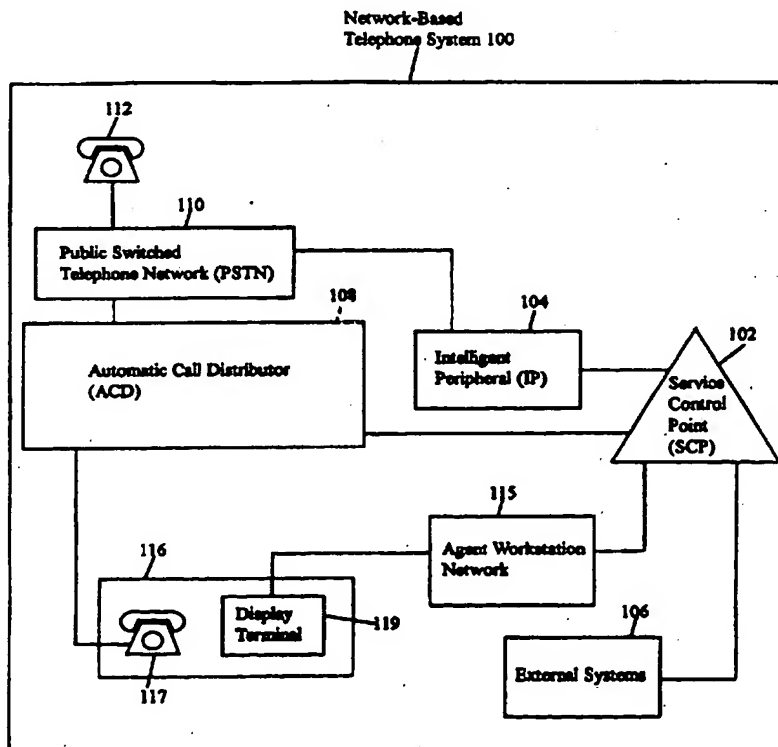 Network-Based
Telephone System 100
112
110
Public Switched
Telephone Network (PSTN)
108
Automatic Call Distributor
(ACD)
104
Intelligent
Peripheral (IP)
102
Service
Control
Point
(SCP)
115
Agent Workstation
Network
116
Display
Terminal
119
117
106
External Systems